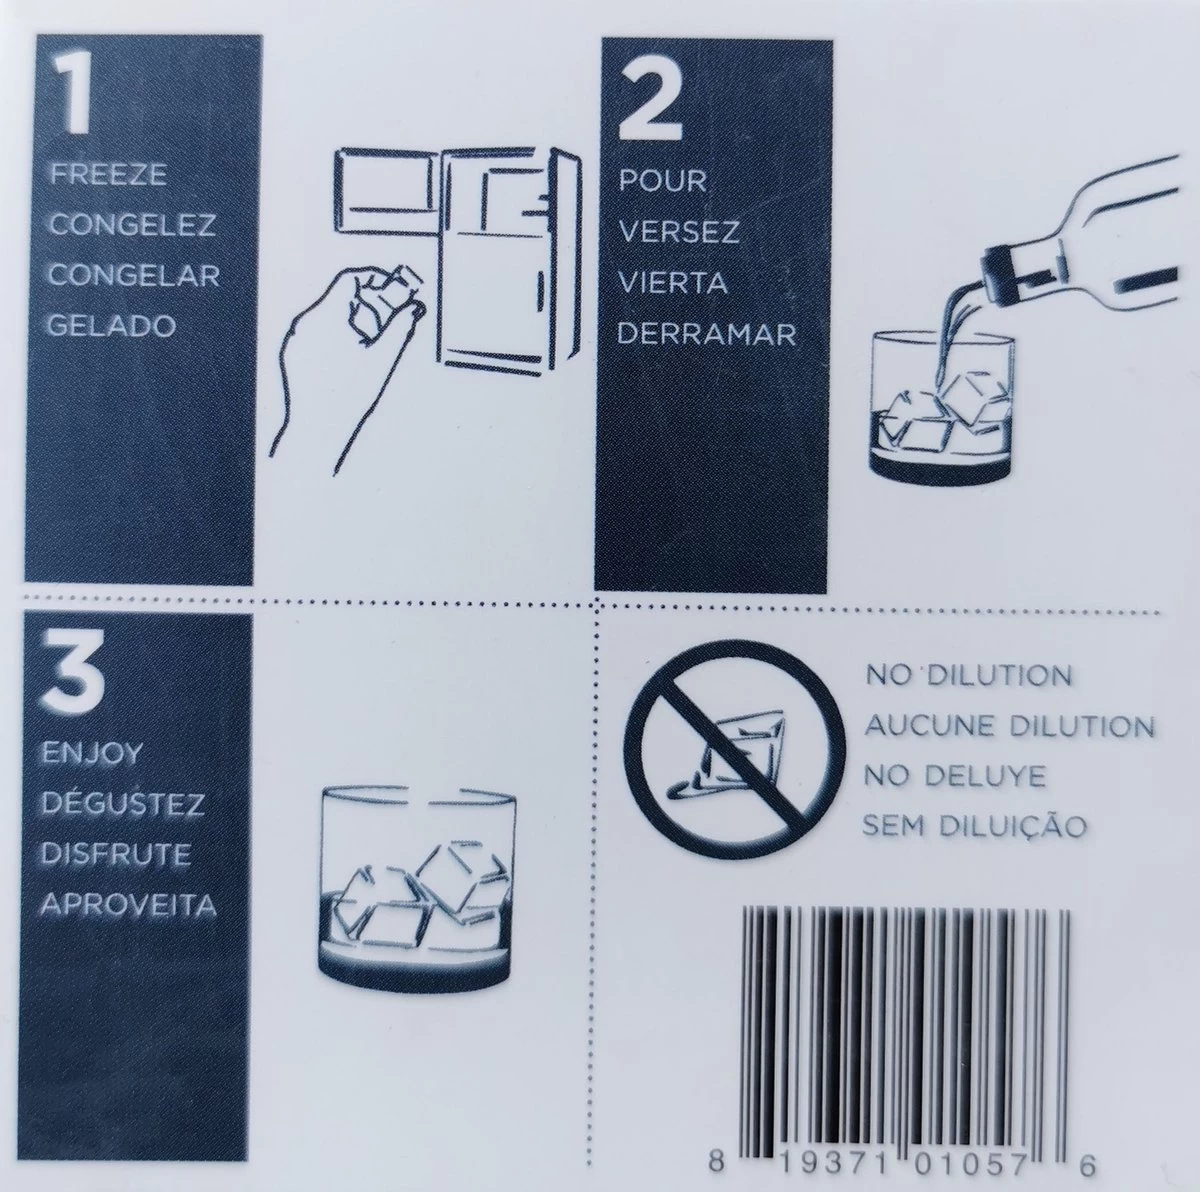 1
FREEZE
CONGELEZ
CONGELAR
GELADO
2
POUR
VERSEZ
VIERTA
DERRAMAR
3
ENJOY
DÉGUSTEZ
DISFRUTE
APROVEITA
NO DILUTION
AUCUNE DILUTION
NO DELUYE
SEM DILUIÇÃO
8 19371 01057 6